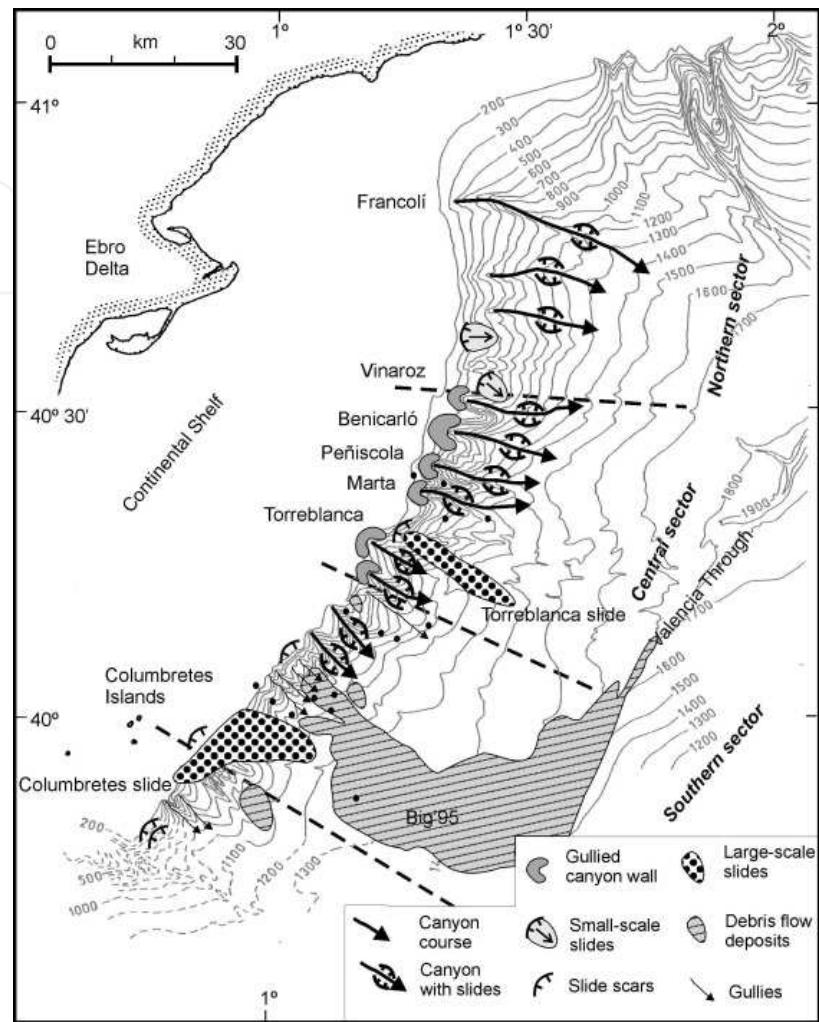 0 km 30
1º
1º 30'
2º
41º
40º 30'
40º
1º
Ebro
Delta
Continental Shelf
Francolí
Vinaroz
Benicarló
Peñiscola
Marta
Torreblanca
Torreblanca slide
Columbretes
Islands
Columbretes slide
Big'95
Valencia Through
Northern sector
Central sector
Southern sector
200
300
400
500
600
700
800
900
1000
1100
1200
1300
1400
1500
1600
1700
1800
1900
1700
1600
1500
1400
1300
1200
200
500
1000
1100
1200
1300
Gullied
canyon wall
Large-scale
slides
Canyon
course
Small-scale
slides
Debris flow
deposits
Canyon
with slides
Slide scars
Gullies